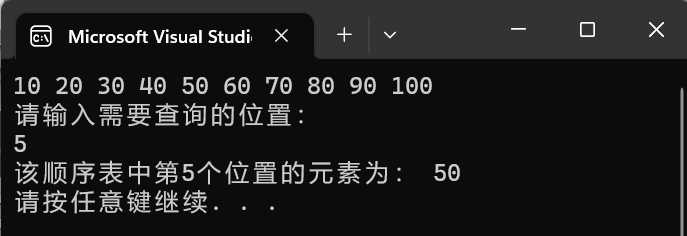 Microsoft Visual Studi
10 20 30 40 50 60 70 80 90 100
请输入需要查询的位置：
5
该顺序表中第5个位置的元素为： 50
请按任意键继续. . .